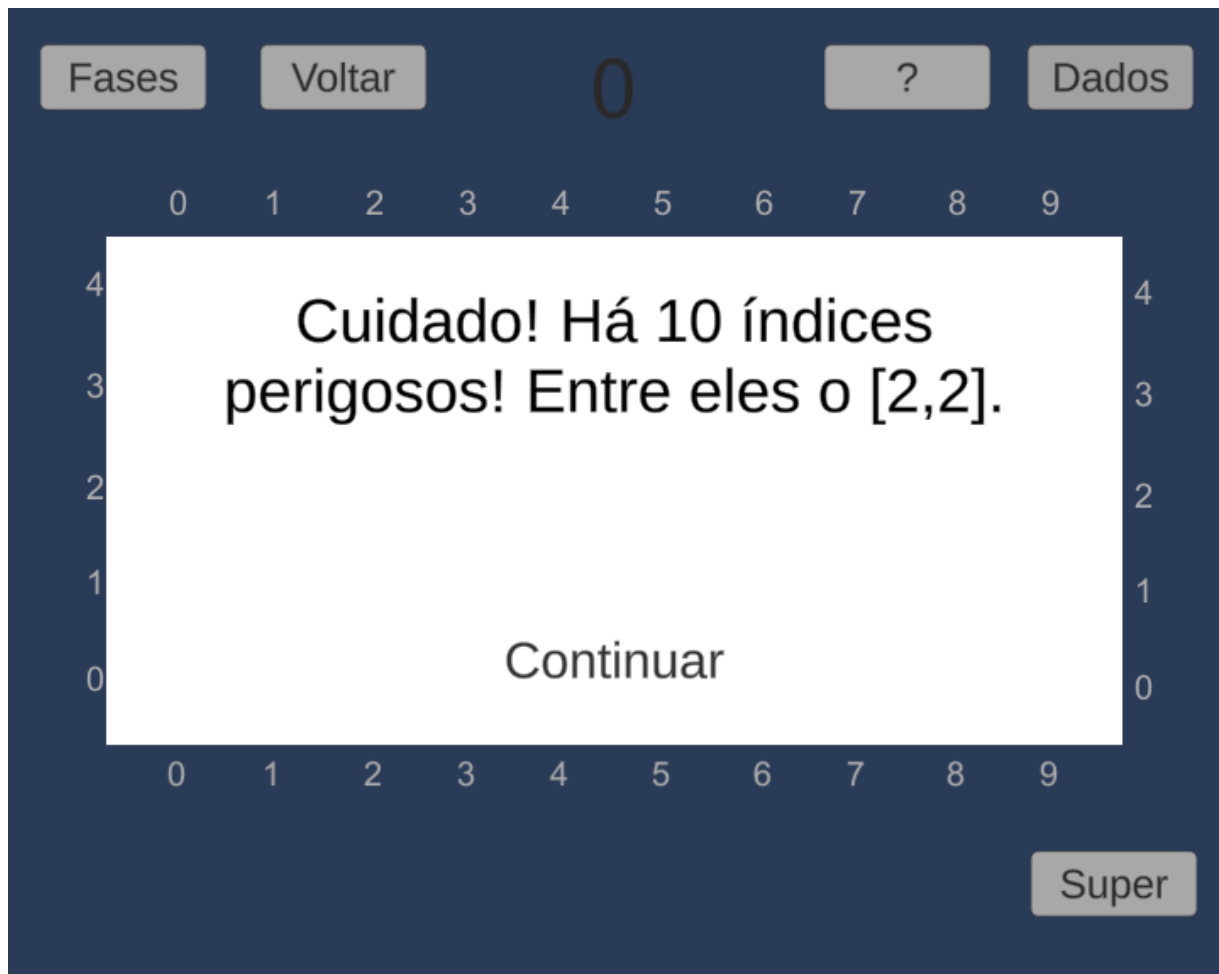 Fases Voltar 0 ? Dados
0 1 2 3 4 5 6 7 8 9
4 4
Cuidado! Há 10 índices
3 perigosos! Entre eles o [2,2]. 3
2 2
1 1
Continuar
0 0
0 1 2 3 4 5 6 7 8 9
Super